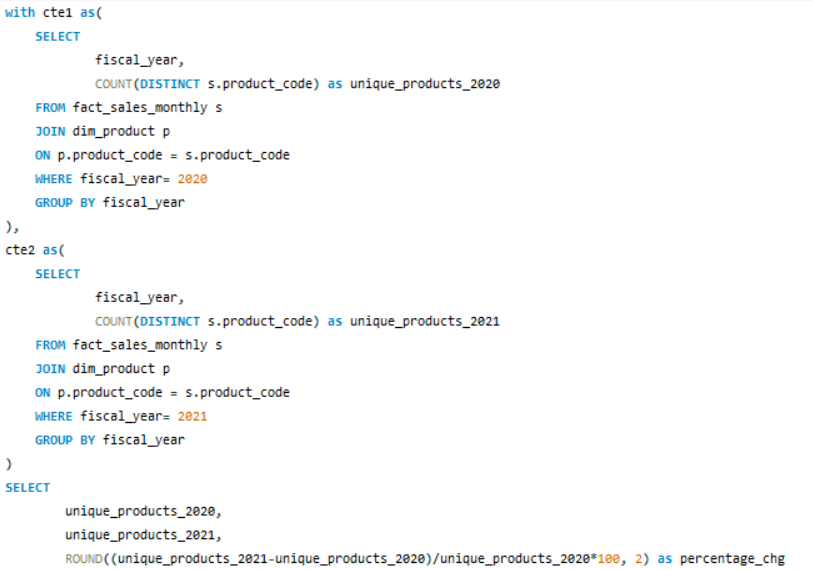 with cte1 as(
SELECT
fiscal_year,
COUNT(DISTINCT s.product_code) as unique_products_2020
FROM fact_sales_monthly s
JOIN dim_product p
ON p.product_code = s.product_code
WHERE fiscal_year= 2020
GROUP BY fiscal_year
),
cte2 as(
SELECT
fiscal_year,
COUNT(DISTINCT s.product_code) as unique_products_2021
FROM fact_sales_monthly s
JOIN dim_product p
ON p.product_code = s.product_code
WHERE fiscal_year= 2021
GROUP BY fiscal_year
)
SELECT
unique_products_2020,
unique_products_2021,
ROUND((unique_products_2021-unique_products_2020)/unique_products_2020*100, 2) as percentage_chg